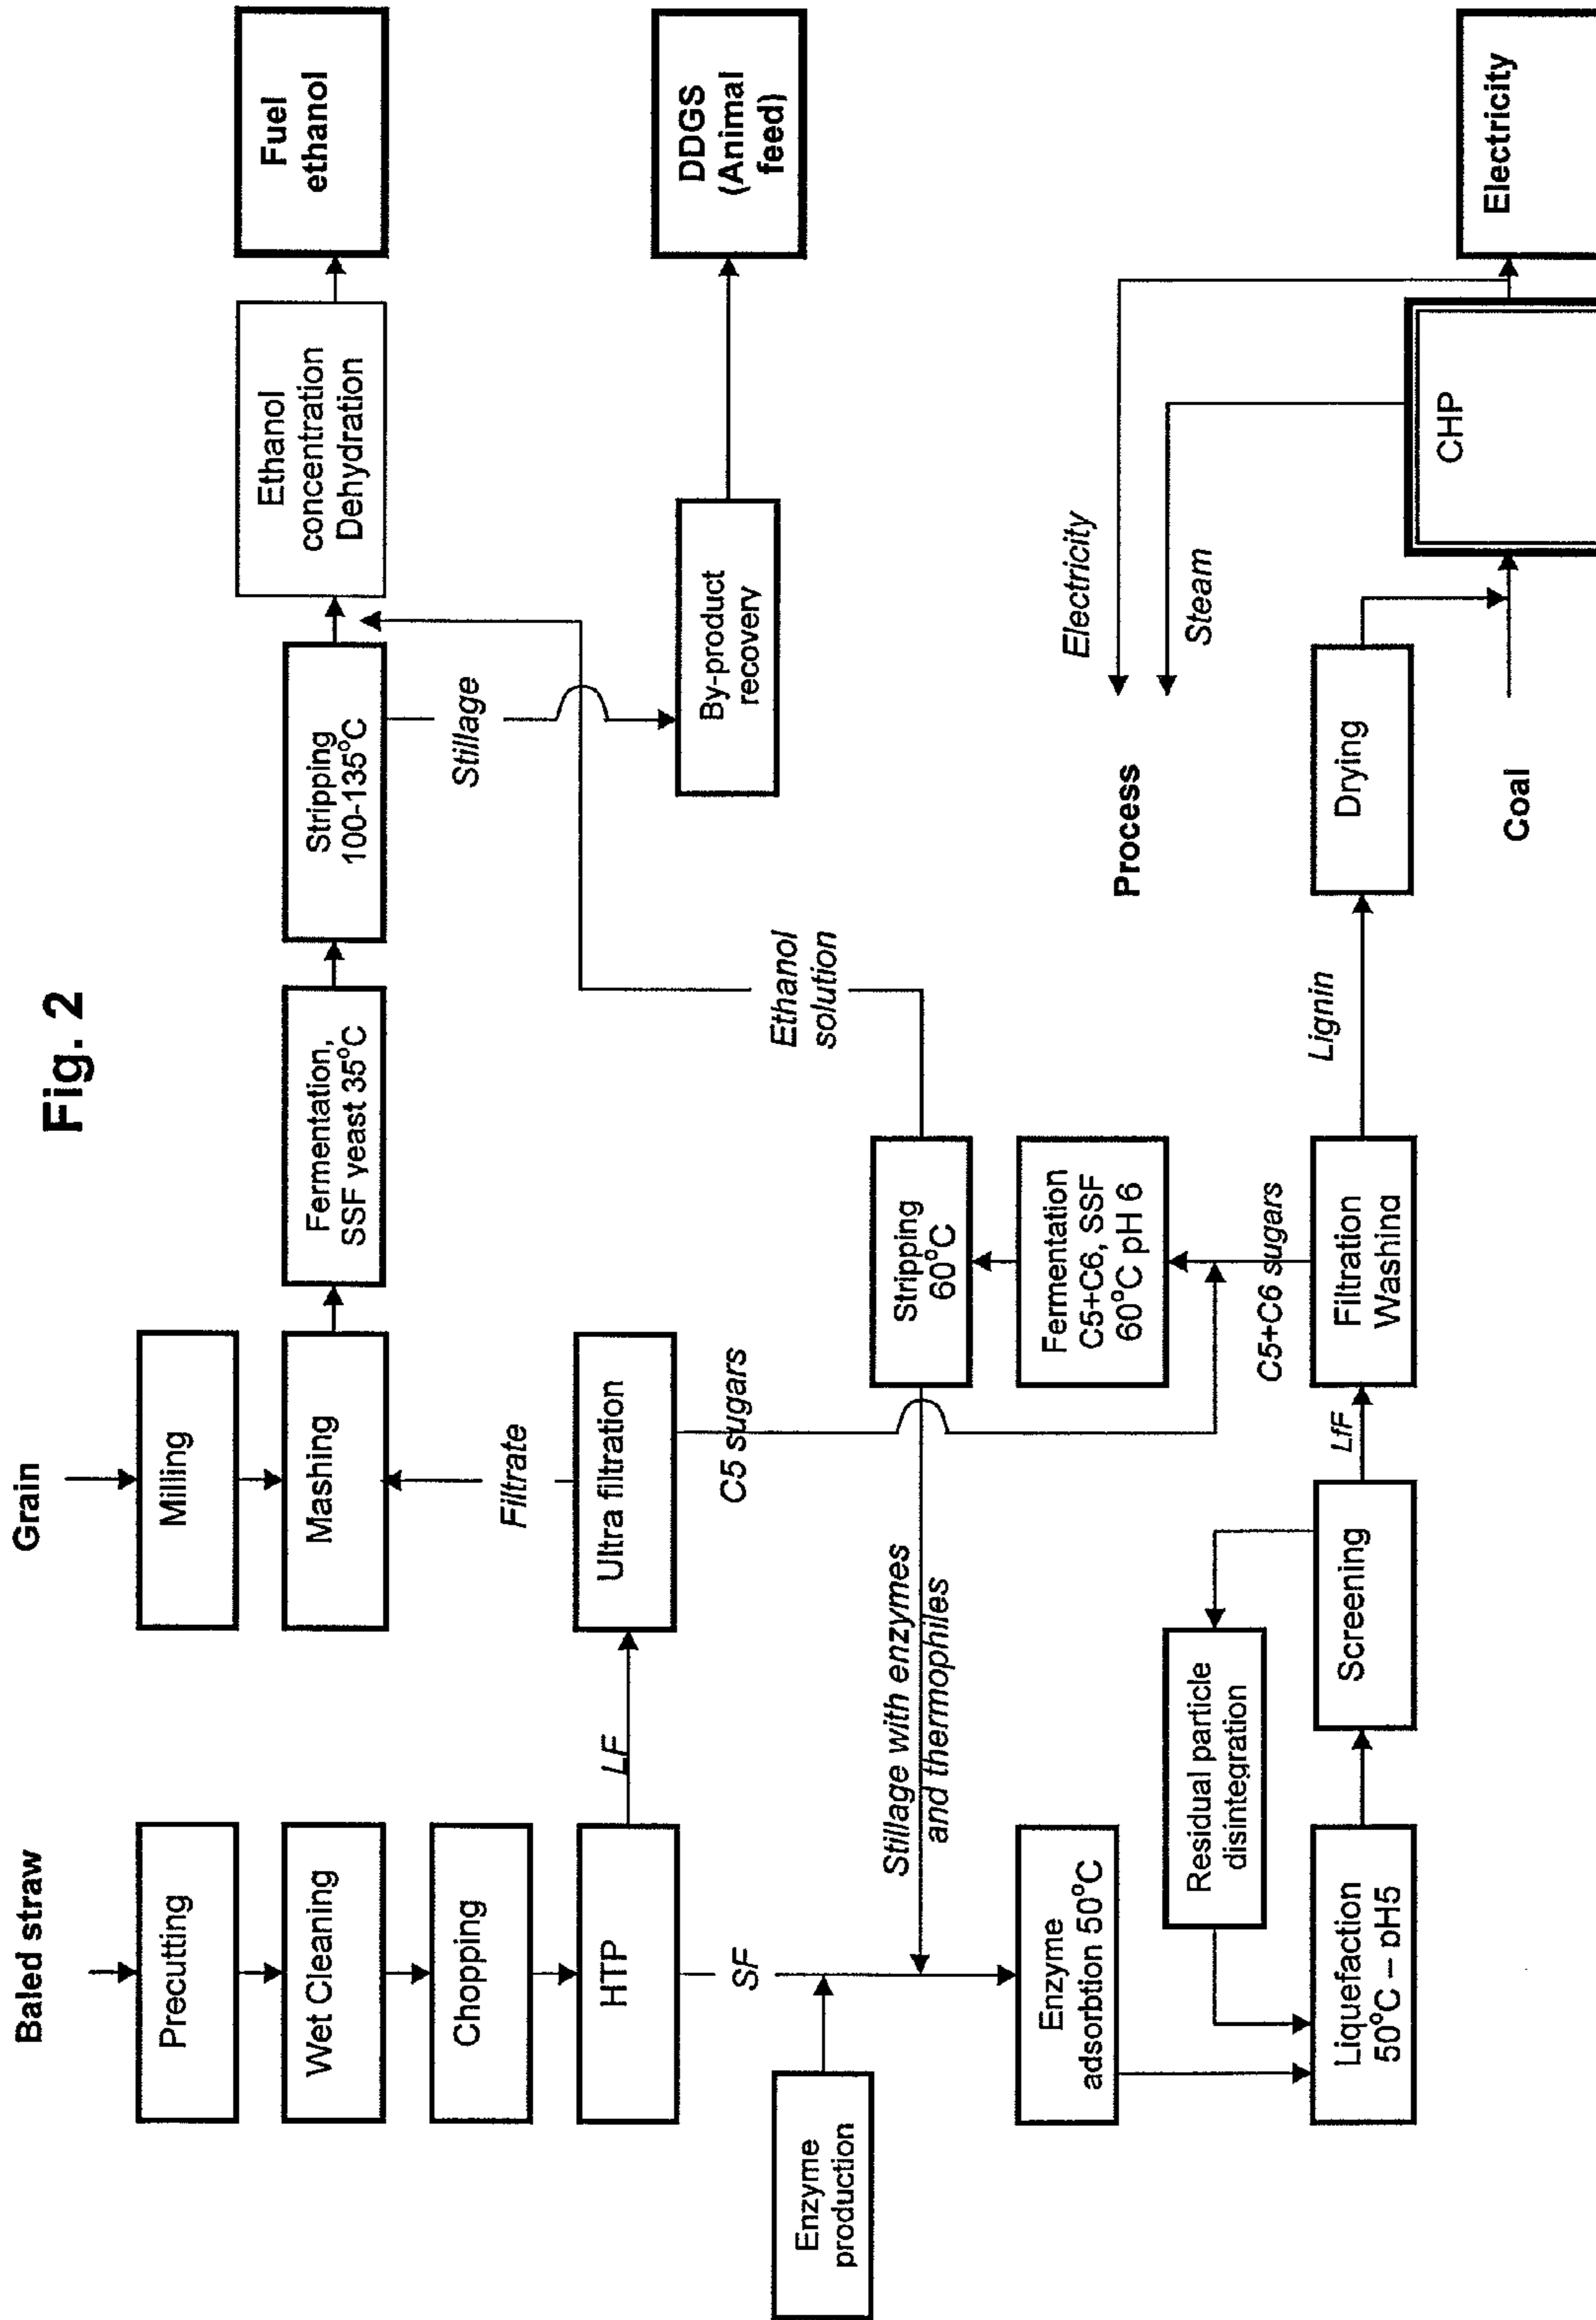 Fig. 2
Baled straw
Precutting
Wet Cleaning
Chopping
HTP
SF
LF
Enzyme
production
Enzyme
adsorbtion 50°C
Liquefaction
50°C – pH5
Residual particle
disintegration
Screening
LfF
Grain
Milling
Mashing
Filtrate
Ultra filtration
C5 sugars
Stillage with enzymes
and thermophiles
Fermentation,
SSF yeast 35°C
Stripping
100-135°C
Stillage
Ethanol
concentration
Dehydration
Fuel
ethanol
By-product
recovery
DDGS
(Animal
feed)
Ethanol
solution
Stripping
60°C
Fermentation
C5+C6, SSF
60°C pH 6
C5+C6 sugars
Filtration
Washing
Lignin
Drying
Coal
Process
Electricity
Steam
CHP
Electricity